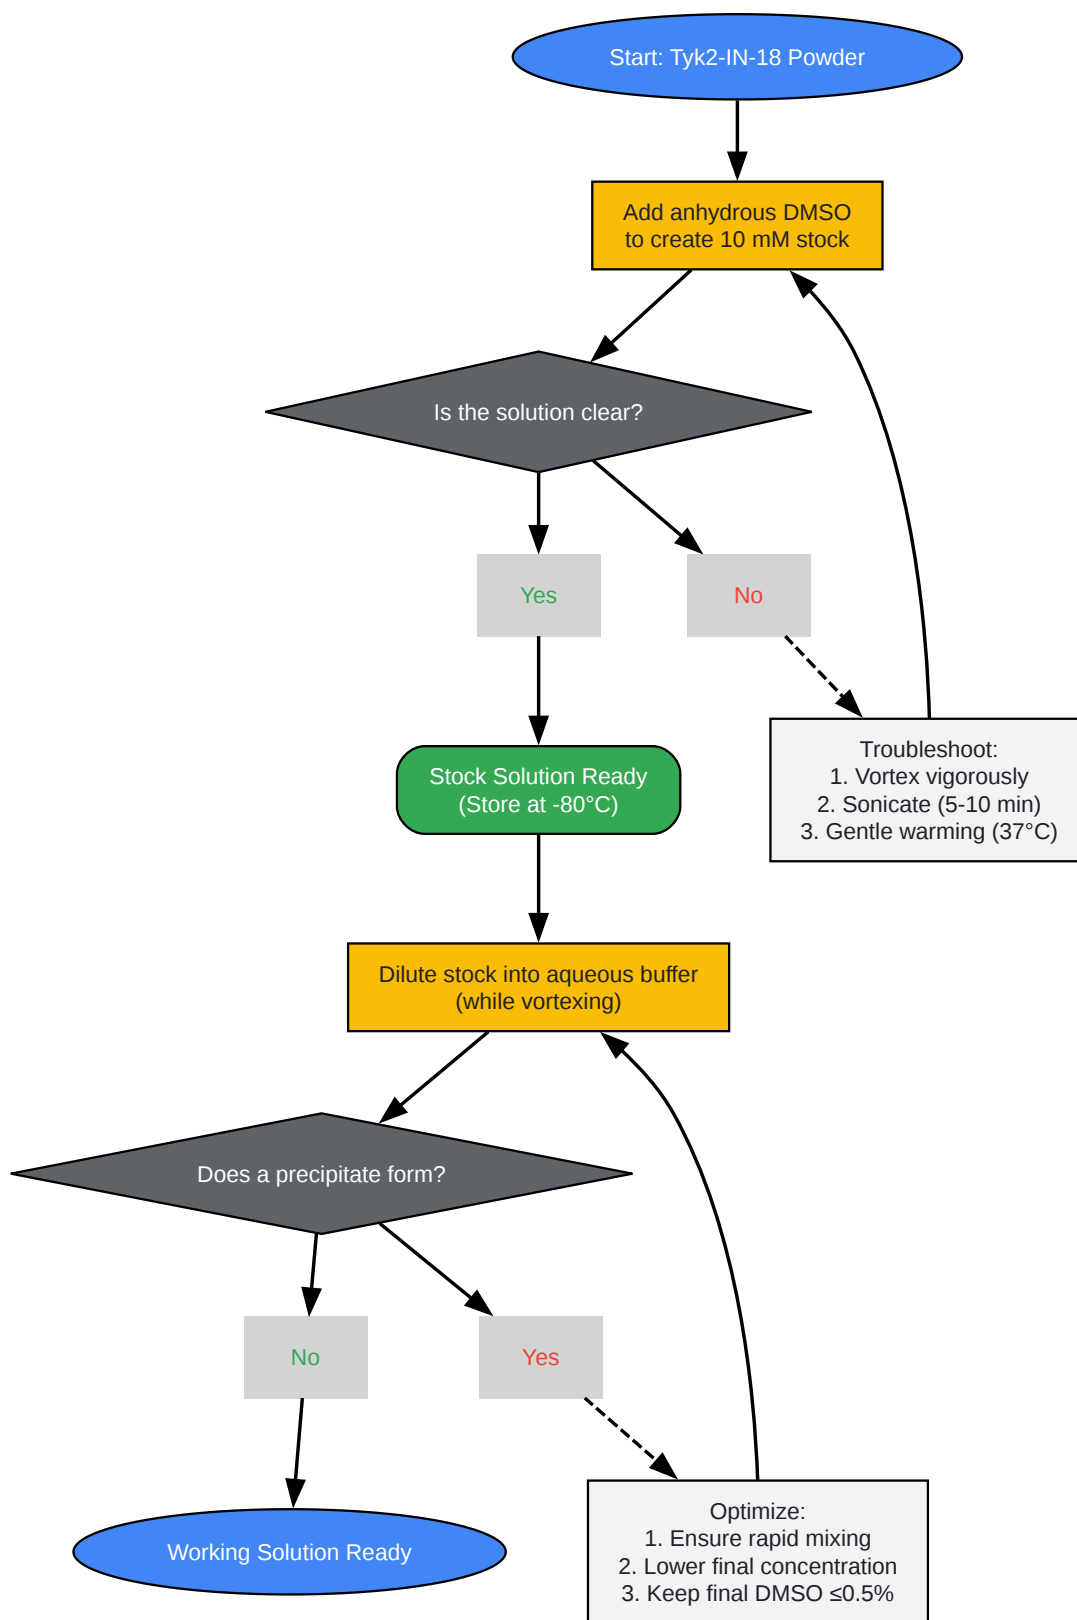 Start: Tyk2-IN-18 Powder
Add anhydrous DMSO
to create 10 mM stock
Is the solution clear?
Yes
No
Troubleshoot:
1. Vortex vigorously
2. Sonicate (5-10 min)
3. Gentle warming (37°C)
Stock Solution Ready
(Store at -80°C)
Dilute stock into aqueous buffer
(while vortexing)
Does a precipitate form?
No
Yes
Optimize:
1. Ensure rapid mixing
2. Lower final concentration
3. Keep final DMSO ≤0.5%
Working Solution Ready